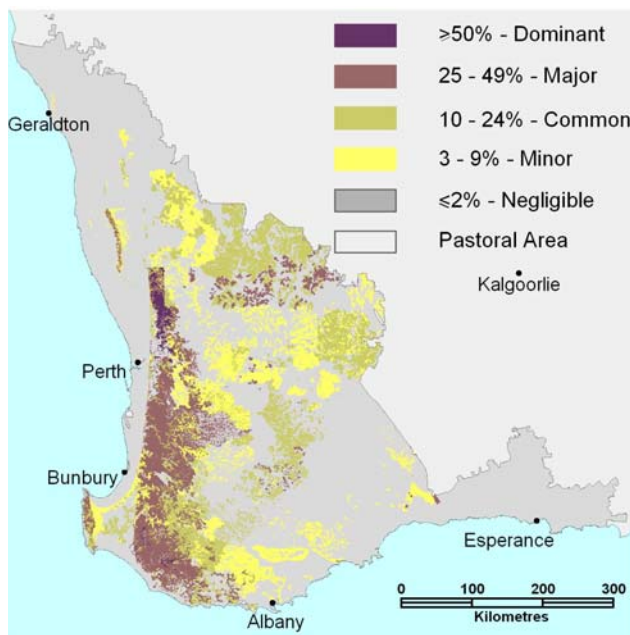 ≥50% - Dominant
25 - 49% - Major
10 - 24% - Common
3 - 9% - Minor
≤2% - Negligible
Pastoral Area
Geraldton
Kalgoorlie
Perth
Bunbury
Esperance
Albany
0 100 200 300
Kilometres